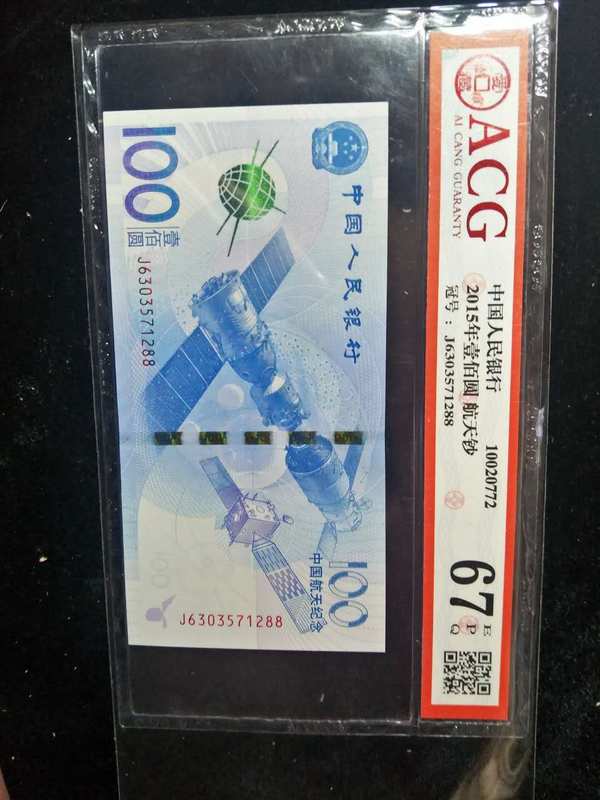 ACG
AI CANG GUARANTY
中国人民银行
2015年壹佰圆 航天钞
冠号：J6303571288
10020772
67
E
P
Q
中国人民银行
100
壹佰圆
J6303571288
100
中国航天纪念
J6303571288
100